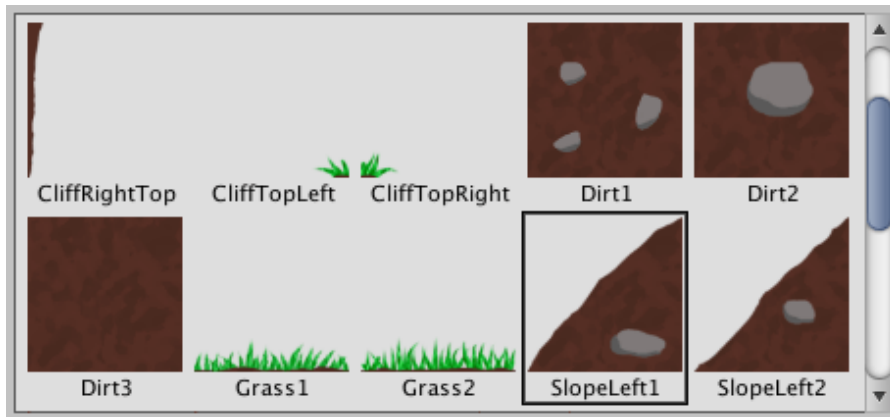 CliffRightTop CliffTopLeft CliffTopRight Dirt1 Dirt2
Dirt3 Grass1 Grass2 SlopeLeft1 SlopeLeft2